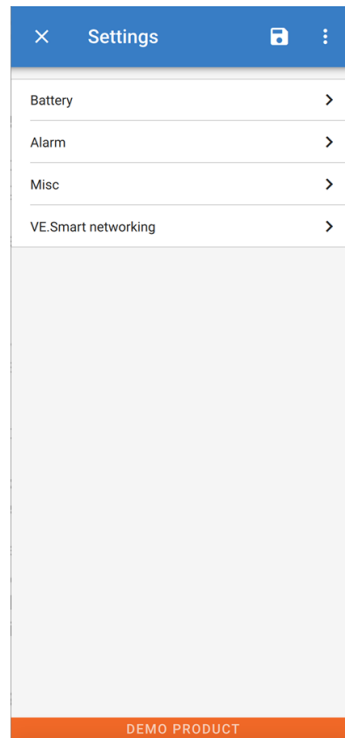 Settings
Battery
Alarm
Misc
VE.Smart networking
DEMO PRODUCT